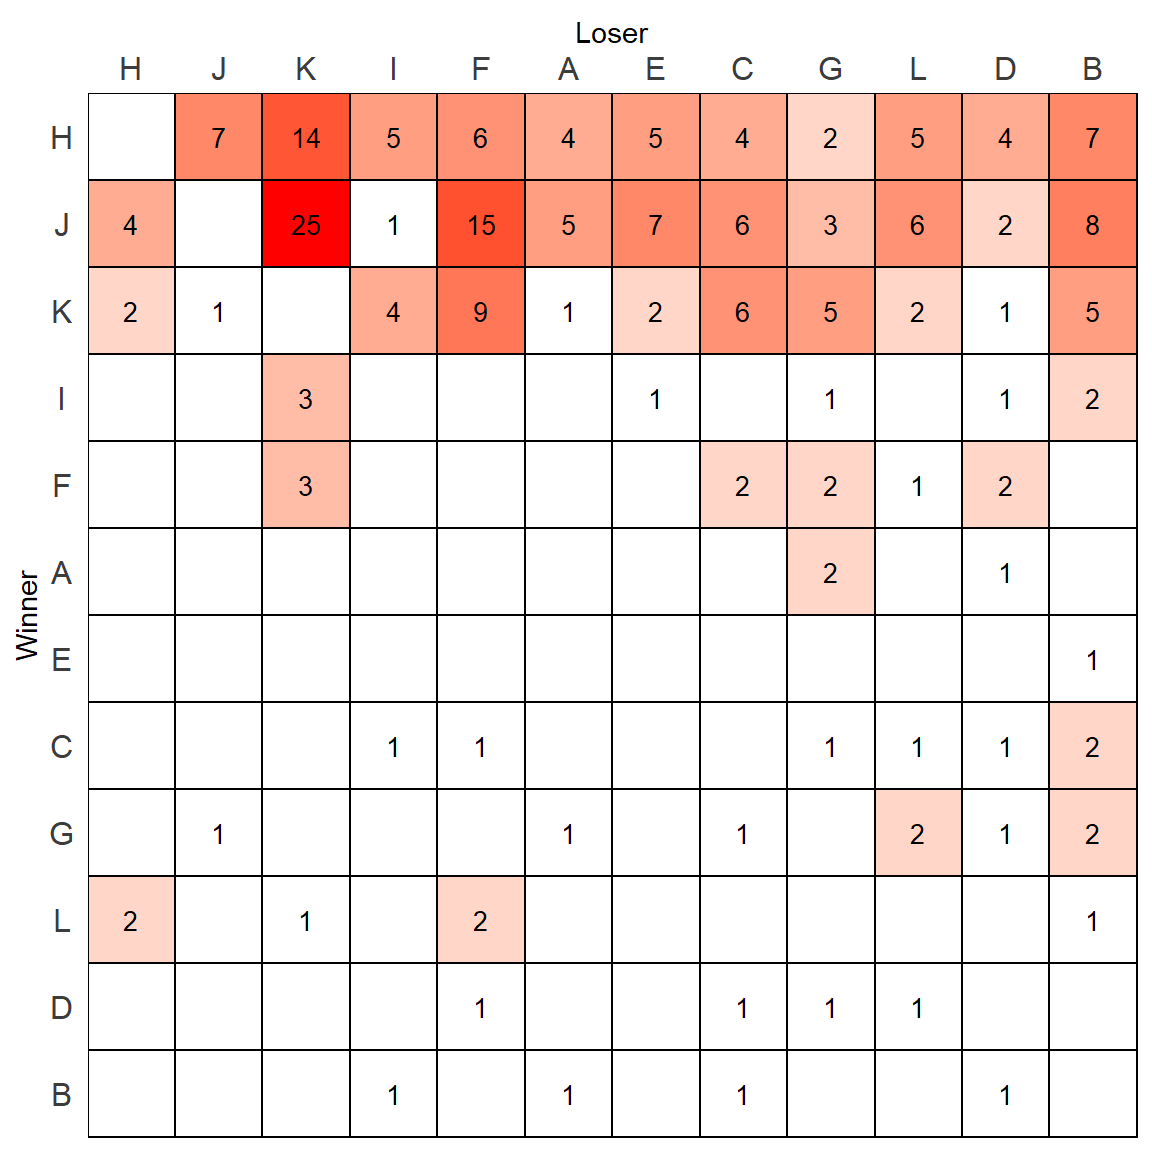 Loser
H J K I F A E C G L D B
H 7 14 5 6 4 5 4 2 5 4 7
J 4 25 1 15 5 7 6 3 6 2 8
K 2 1 4 9 1 2 6 5 2 1 5
I 3 1 1 1 2
F 3 2 2 1 2
A 2 1
E 1
C 1 1 1 1 1 2
G 1 1 1 2 1 2
L 2 1 2 1
D 1 1 1 1
B 1 1 1 1
Winner